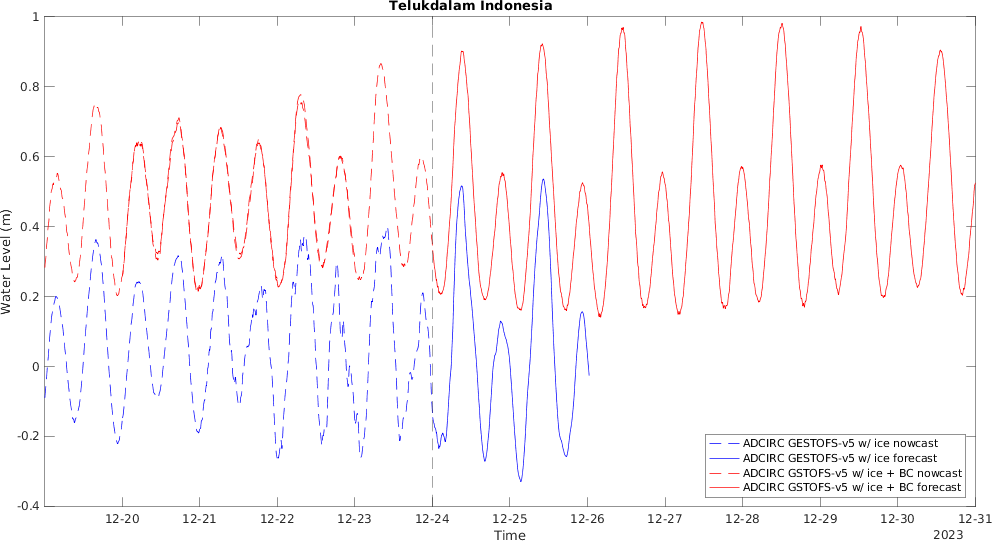 Telukdalam Indonesia
1
0.8
0.6
0.4
0.2
0
-0.2
-0.4
Water Level (m)
ADCIRC GESTOFS-v5 w/ ice nowcast
ADCIRC GESTOFS-v5 w/ ice forecast
ADCIRC GSTOFS-v5 w/ ice + BC nowcast
ADCIRC GSTOFS-v5 w/ ice + BC forecast
12-20 12-21 12-22 12-23 12-24 12-25 12-26 12-27 12-28 12-29 12-30 12-31
Time
2023